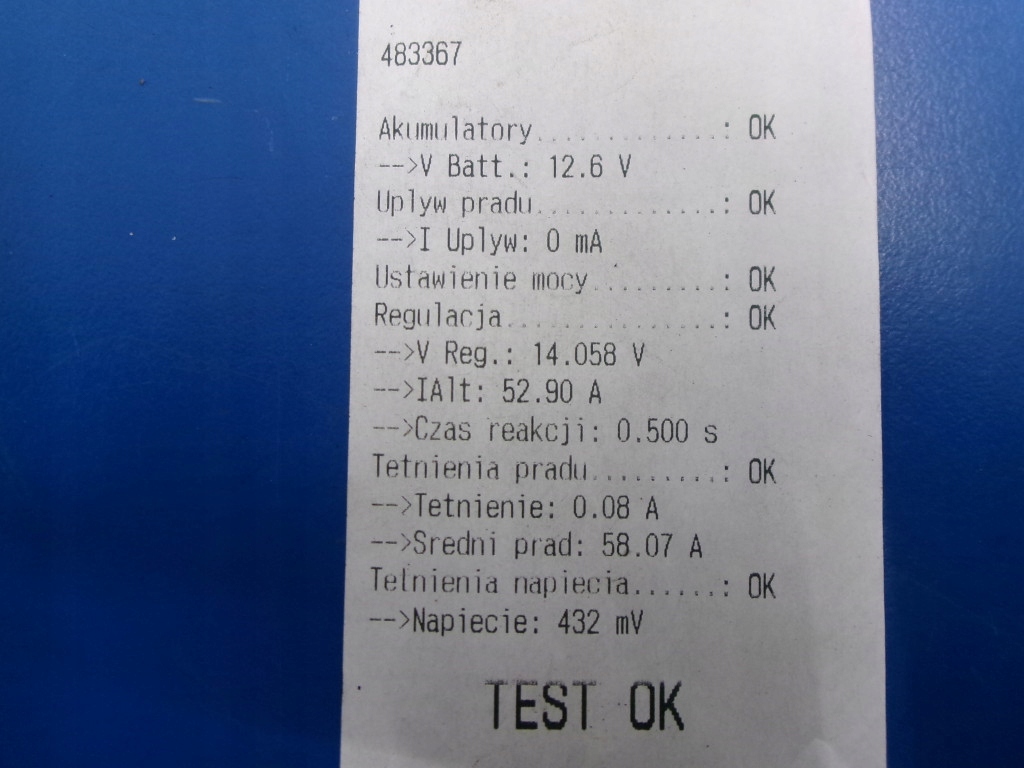 483367
Akumulatory.............: OK
-->V Batt.: 12.6 V
Uplyw pradu.............: OK
-->I Uplyw: 0 mA
Ustawienie mocy.........: OK
Regulacja...............: OK
-->V Reg.: 14.058 V
-->IAlt: 52.90 A
-->Czas reakcji: 0.500 s
Tetnienia pradu.........: OK
-->Tetnienie: 0.08 A
-->Sredni prad: 58.07 A
Tetnienia napiecia......: OK
-->Napiecie: 432 mV
TEST OK